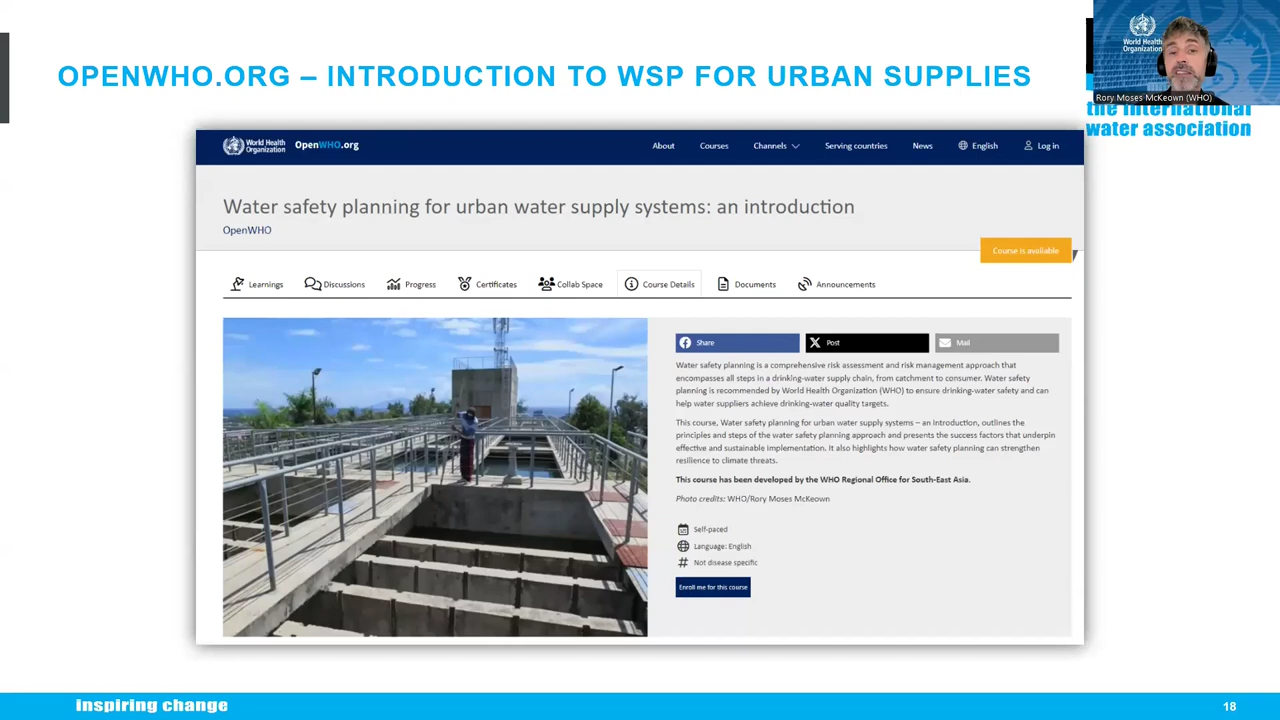 OPENWHO.ORG – INTRODUCTION TO WSP FOR URBAN SUPPLIES
World Health
Organization
Rory Moses McKeown (WHO)
the international
water association
World Health
Organization
OpenWHO.org
About Courses Channels Serving countries News English Log in
Water safety planning for urban water supply systems: an introduction
OpenWHO
Course is available
Learnings Discussions Progress Certificates Collab Space Course Details Documents Announcements
Share Post Mail
Water safety planning is a comprehensive risk assessment and risk management approach that
encompasses all steps in a drinking-water supply chain, from catchment to consumer. Water safety
planning is recommended by World Health Organization (WHO) to ensure drinking-water safety and can
help water suppliers achieve drinking-water quality targets.
This course, Water safety planning for urban water supply systems – an introduction, outlines the
principles and steps of the water safety planning approach and presents the success factors that underpin
effective and sustainable implementation. It also highlights how water safety planning can strengthen
resilience to climate threats.
This course has been developed by the WHO Regional Office for South-East Asia.
Photo credits: WHO/Rory Moses McKeown
Self-paced
Language: English
# Not disease specific
Enroll me for this course
inspiring change
18